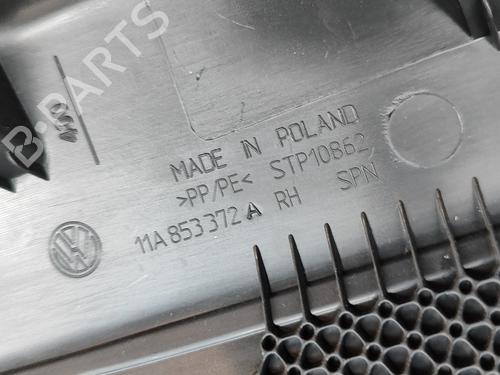 B-PARTS
MADE IN POLAND
>PP/PE< STP10862
11A 853 372 A RH SPN